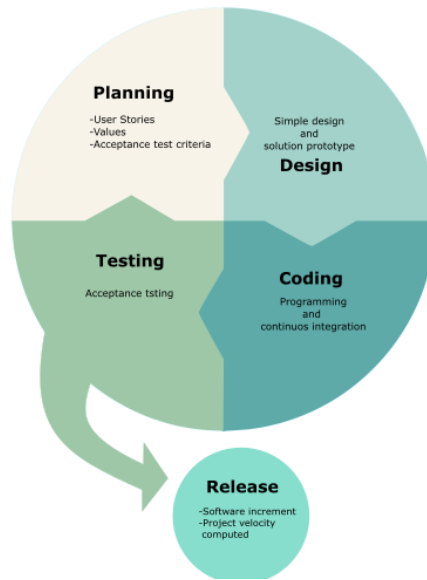 Planning
-User Stories
-Values
-Acceptance test criteria
Simple design
and
solution prototype
Design
Testing
Acceptance tsting
Coding
Programming
and
continuos integration
Release
-Software increment
-Project velocity
computed